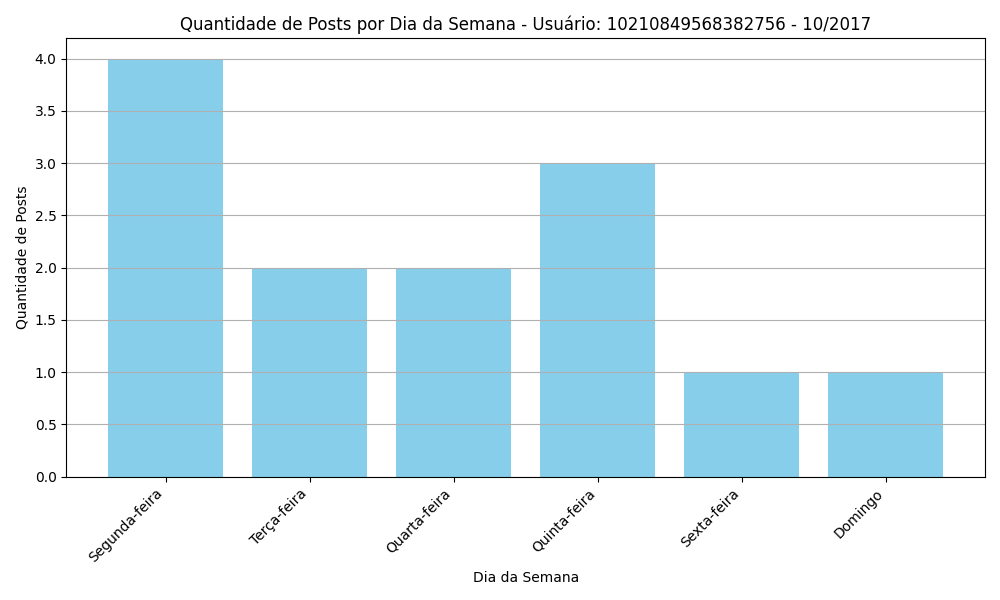 Quantidade de Posts por Dia da Semana - Usuário: 10210849568382756 - 10/2017
Quantidade de Posts
4.0
3.5
3.0
2.5
2.0
1.5
1.0
0.5
0.0
Segunda-feira
Terça-feira
Quarta-feira
Quinta-feira
Sexta-feira
Domingo
Dia da Semana